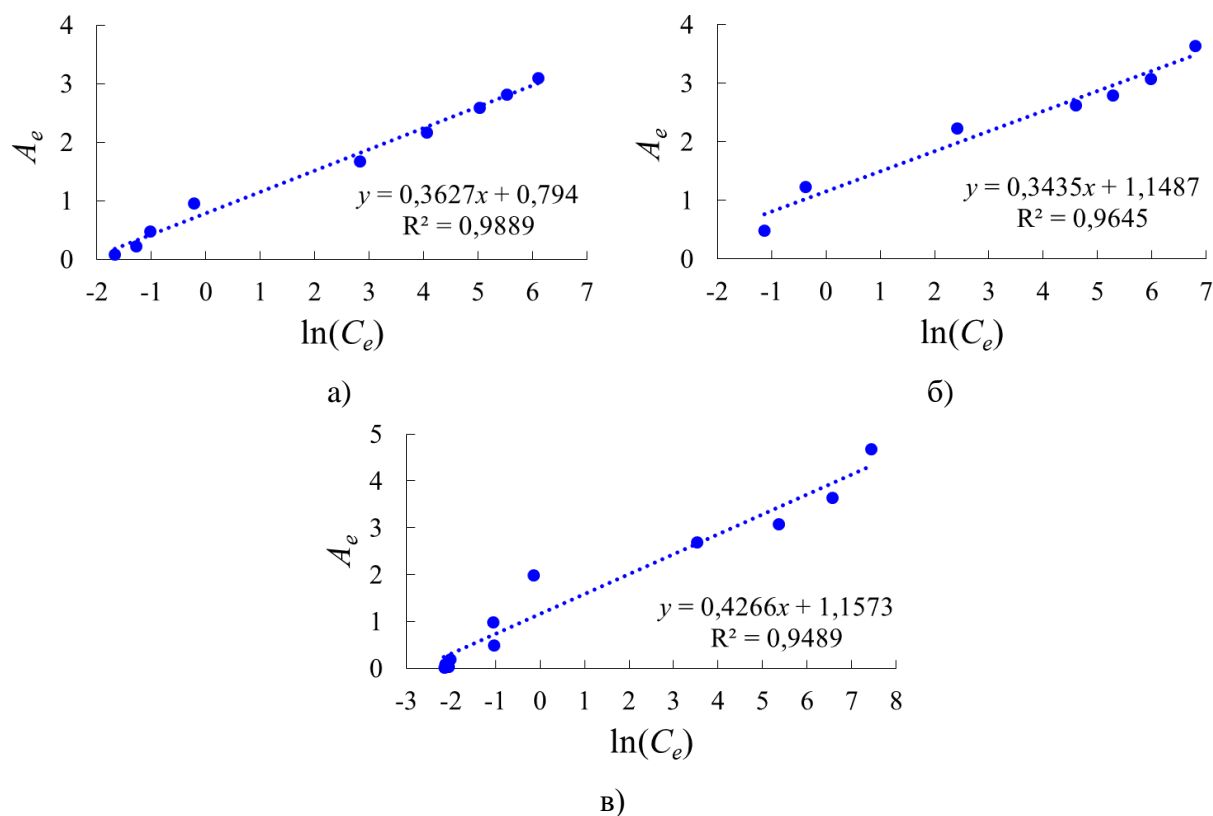 4
3
2
1
0
A_e
y = 0,3627x + 0,794
R² = 0,9889
-2 -1 0 1 2 3 4 5 6 7
ln(C_e)
а)
4
3
2
1
0
A_e
y = 0,3435x + 1,1487
R² = 0,9645
-2 -1 0 1 2 3 4 5 6 7
ln(C_e)
б)
5
4
3
2
1
0
A_e
y = 0,4266x + 1,1573
R² = 0,9489
-3 -2 -1 0 1 2 3 4 5 6 7 8
ln(C_e)
в)